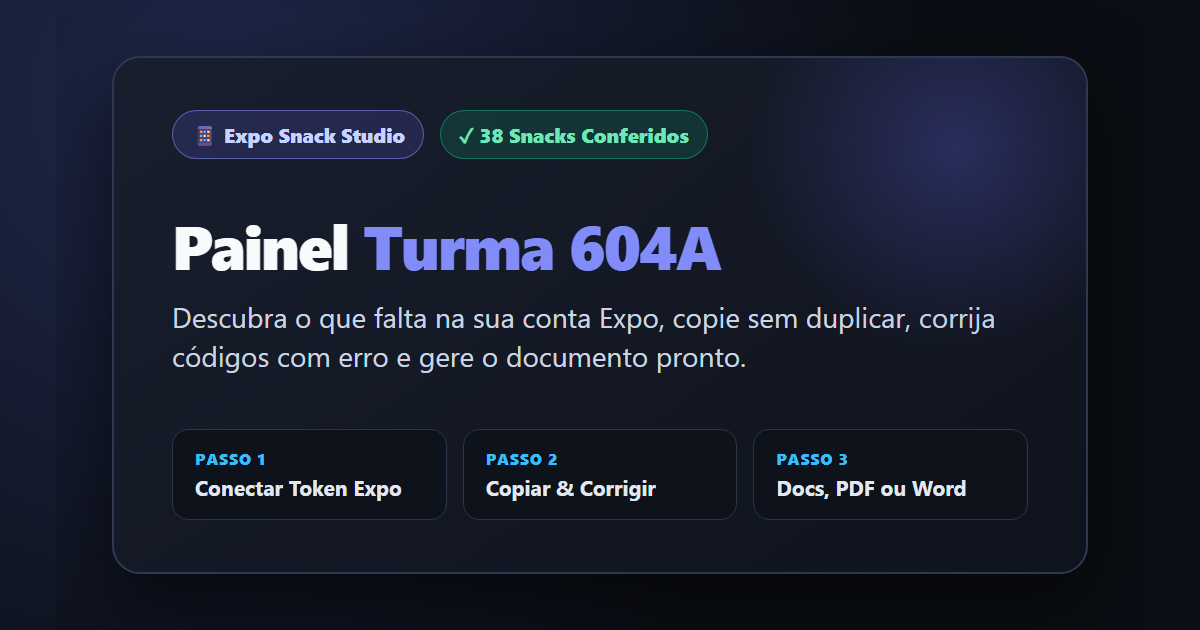 Expo Snack Studio
✓ 38 Snacks Conferidos
Painel Turma 604A
Descubra o que falta na sua conta Expo, copie sem duplicar, corrija
códigos com erro e gere o documento pronto.
PASSO 1
Conectar Token Expo
PASSO 2
Copiar & Corrigir
PASSO 3
Docs, PDF ou Word